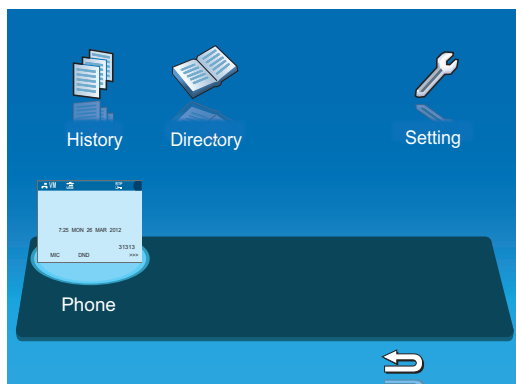 History Directory Setting
VM
7:25 MON 26 MAR 2012
31313
MIC DND >>>
Phone